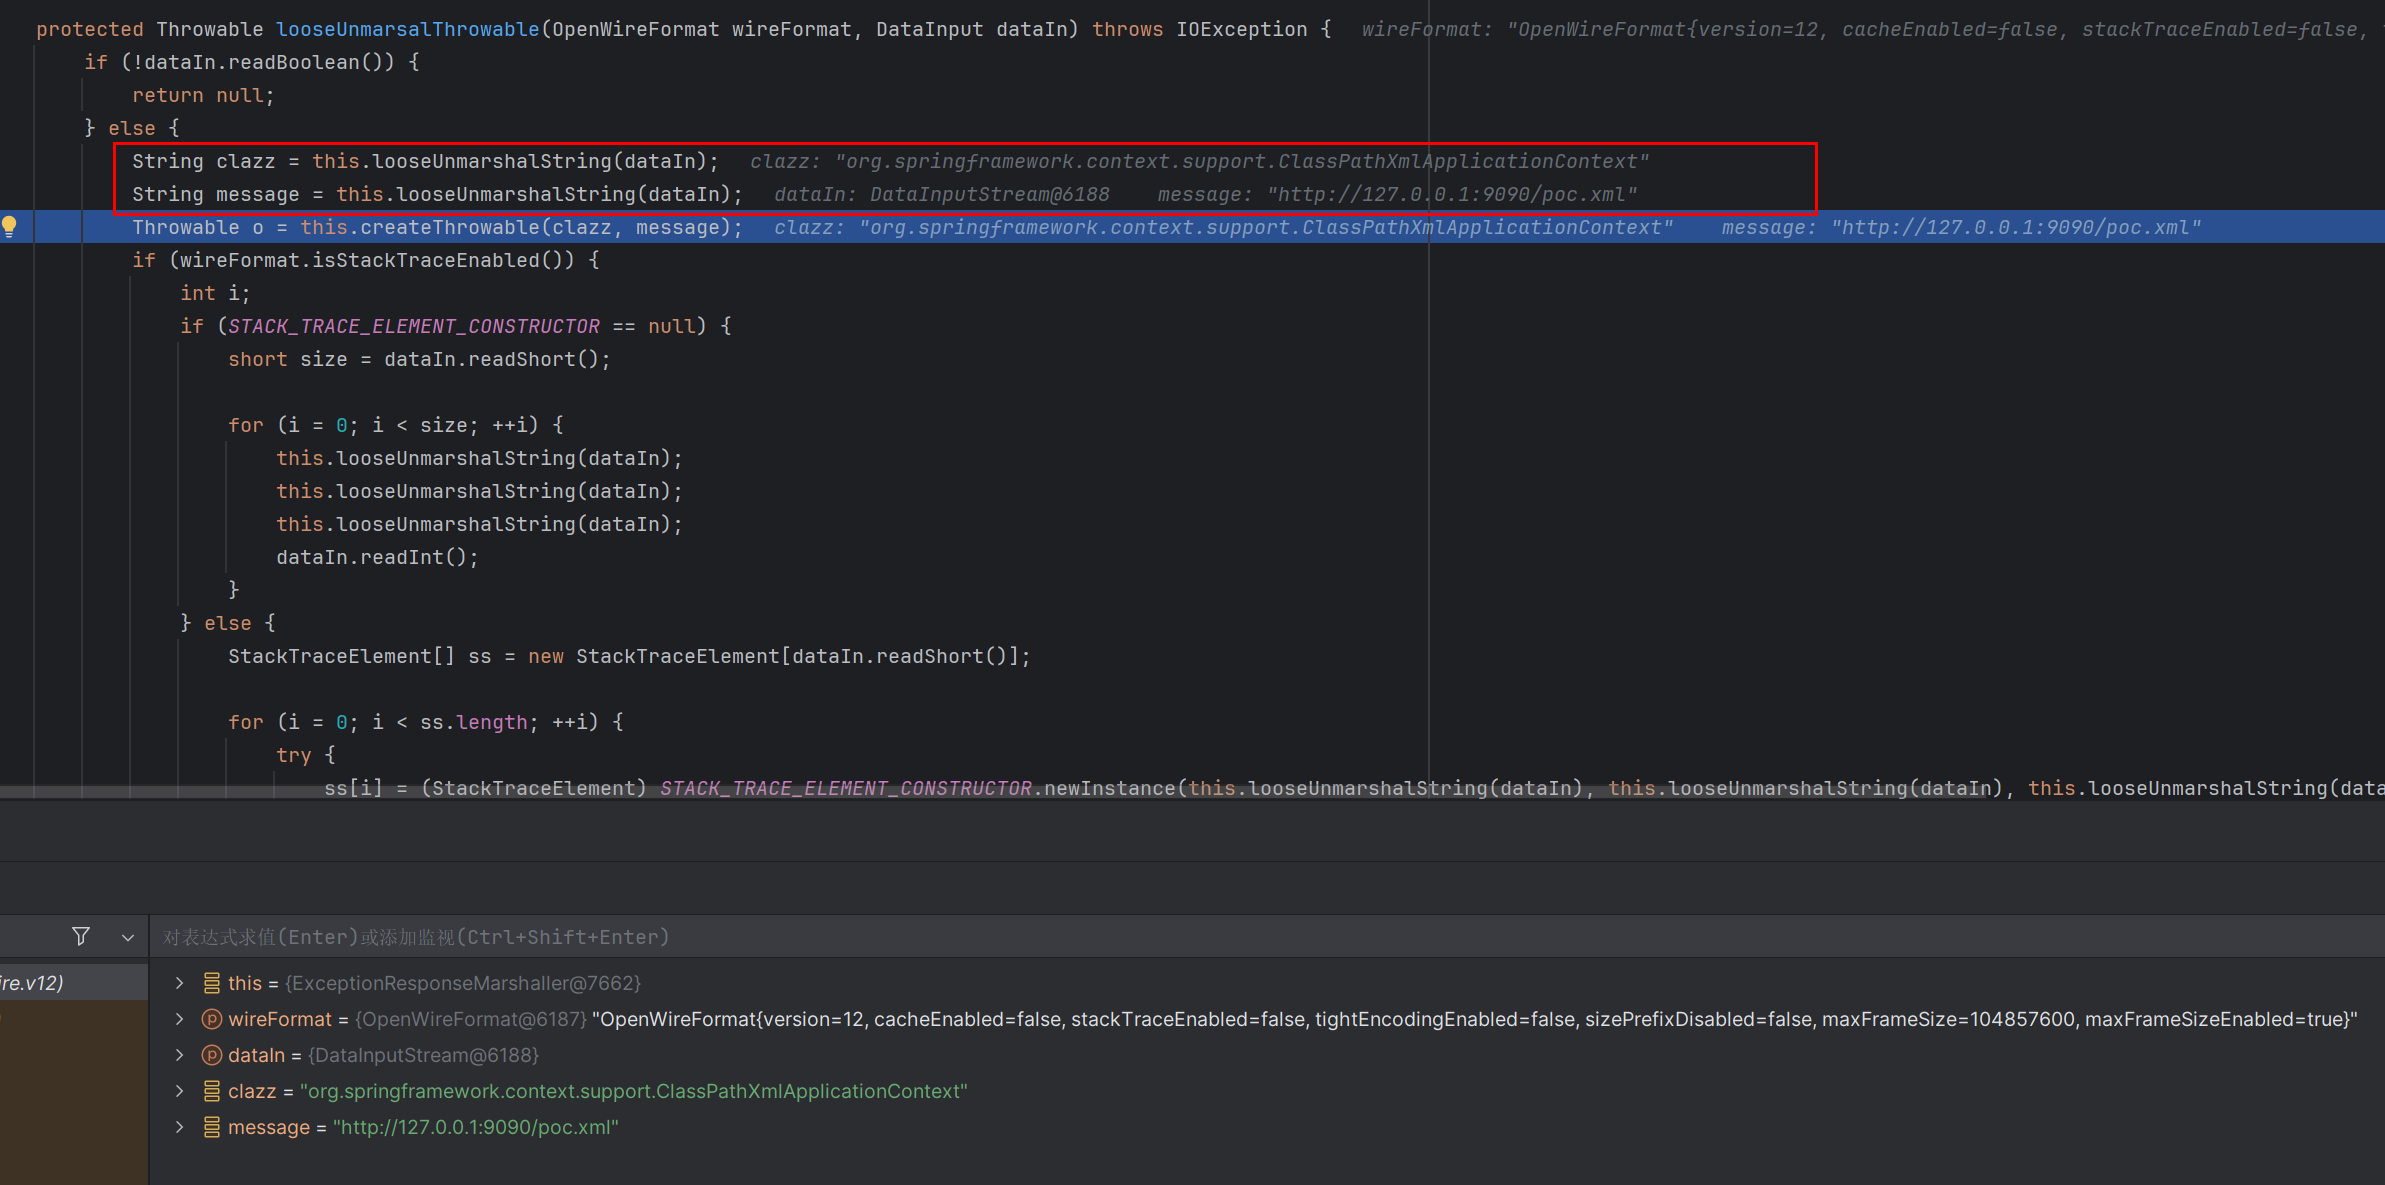 protected Throwable looseUnmarsalThrowable(OpenWireFormat wireFormat, DataInput dataIn) throws IOException {   wireFormat: "OpenWireFormat{version=12, cacheEnabled=false, stackTraceEnabled=false,
if (!dataIn.readBoolean()) {
return null;
} else {
String clazz = this.looseUnmarshalString(dataIn);   clazz: "org.springframework.context.support.ClassPathXmlApplicationContext"
String message = this.looseUnmarshalString(dataIn);   dataIn: DataInputStream@6188   message: "http://127.0.0.1:9090/poc.xml"
Throwable o = this.createThrowable(clazz, message);   clazz: "org.springframework.context.support.ClassPathXmlApplicationContext"   message: "http://127.0.0.1:9090/poc.xml"
if (wireFormat.isStackTraceEnabled()) {
int i;
if (STACK_TRACE_ELEMENT_CONSTRUCTOR == null) {
short size = dataIn.readShort();
for (i = 0; i < size; ++i) {
this.looseUnmarshalString(dataIn);
this.looseUnmarshalString(dataIn);
this.looseUnmarshalString(dataIn);
dataIn.readInt();
}
} else {
StackTraceElement[] ss = new StackTraceElement[dataIn.readShort()];
for (i = 0; i < ss.length; ++i) {
try {
ss[i] = (StackTraceElement) STACK_TRACE_ELEMENT_CONSTRUCTOR.newInstance(this.looseUnmarshalString(dataIn), this.looseUnmarshalString(dataIn), this.looseUnmarshalString(data
对表达式求值(Enter)或添加监视(Ctrl+Shift+Enter)
ire.v12)
this = {ExceptionResponseMarshaller@7662}
wireFormat = {OpenWireFormat@6187} "OpenWireFormat{version=12, cacheEnabled=false, stackTraceEnabled=false, tightEncodingEnabled=false, sizePrefixDisabled=false, maxFrameSize=104857600, maxFrameSizeEnabled=true}"
dataIn = {DataInputStream@6188}
clazz = "org.springframework.context.support.ClassPathXmlApplicationContext"
message = "http://127.0.0.1:9090/poc.xml"